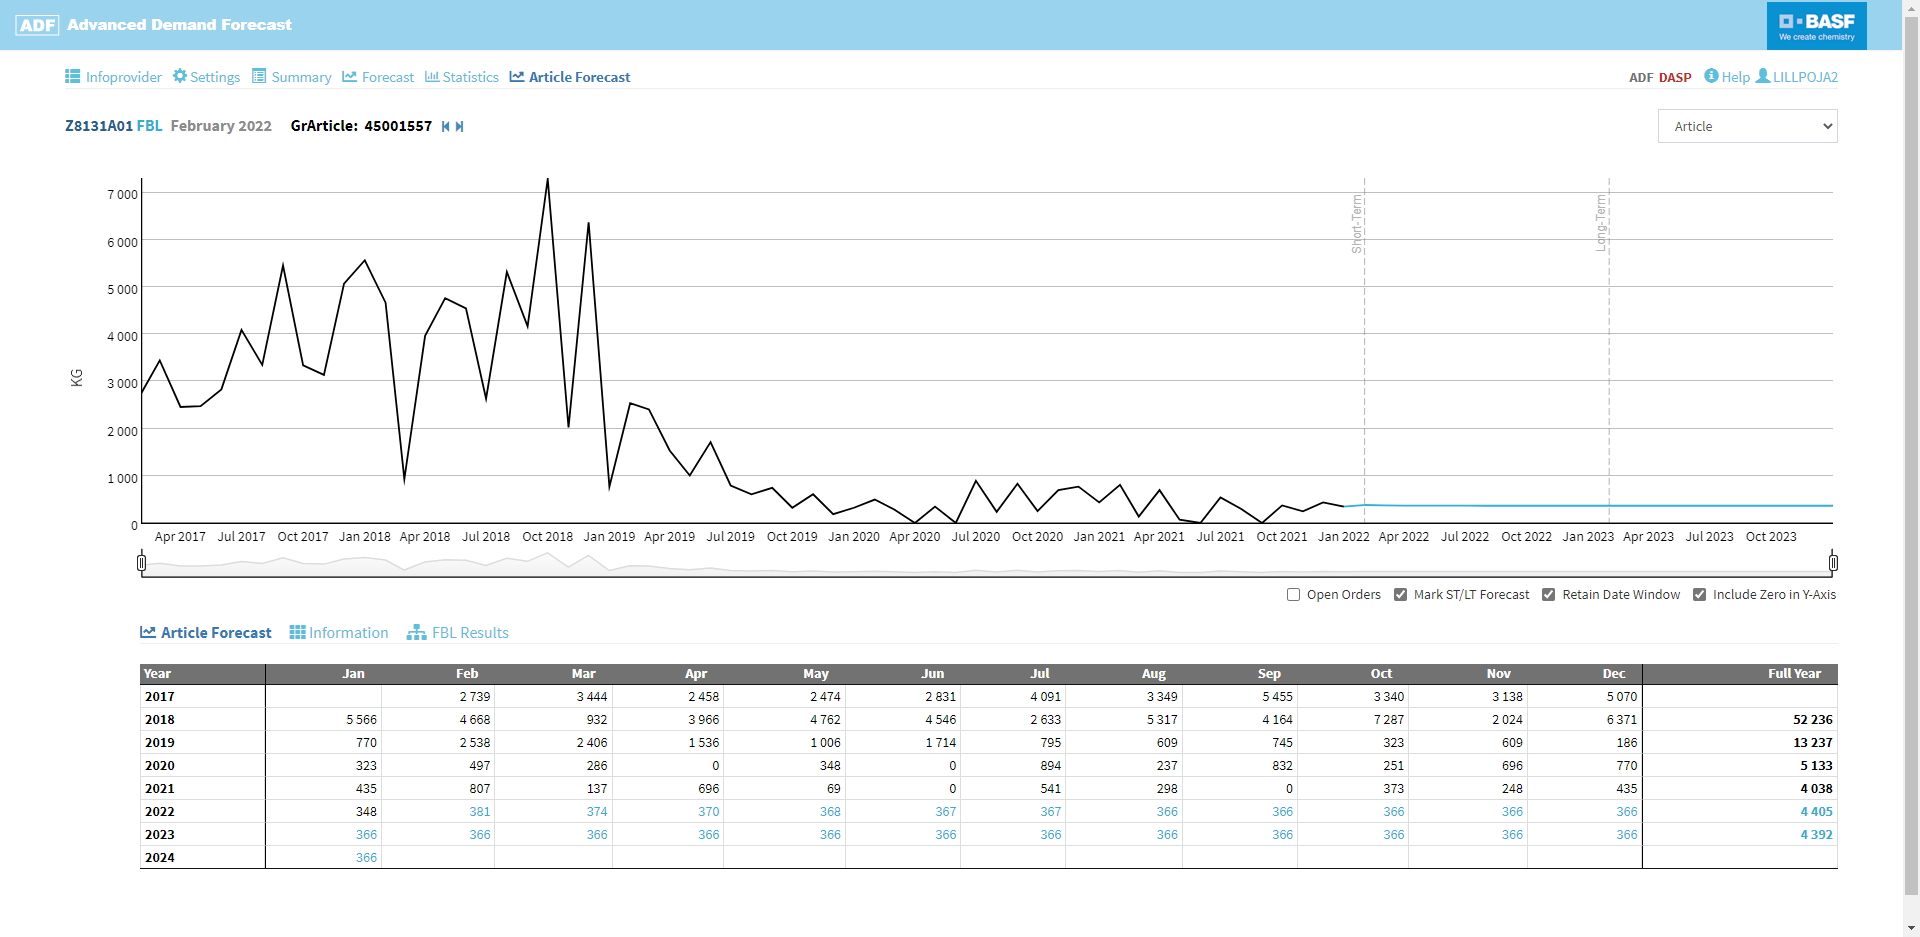 ADF Advanced Demand Forecast
BASF
We create chemistry
Infoprovider Settings Summary Forecast Statistics Article Forecast
ADF DASP Help LILLPOJA2
Z8131A01 FBL February 2022 GrArticle: 45001557
Article
7 000
6 000
5 000
4 000
3 000
2 000
1 000
0
KG
Short-Term
Long-Term
Apr 2017 Jul 2017 Oct 2017 Jan 2018 Apr 2018 Jul 2018 Oct 2018 Jan 2019 Apr 2019 Jul 2019 Oct 2019 Jan 2020 Apr 2020 Jul 2020 Oct 2020 Jan 2021 Apr 2021 Jul 2021 Oct 2021 Jan 2022 Apr 2022 Jul 2022 Oct 2022 Jan 2023 Apr 2023 Jul 2023 Oct 2023
Open Orders Mark ST/LT Forecast Retain Date Window Include Zero in Y-Axis
Article Forecast Information FBL Results
Year Jan Feb Mar Apr May Jun Jul Aug Sep Oct Nov Dec Full Year
2017 2 739 3 444 2 458 2 474 2 831 4 091 3 349 5 455 3 340 3 138 5 070
2018 5 566 4 668 932 3 966 4 762 4 546 2 633 5 317 4 164 7 287 2 024 6 371 52 236
2019 770 2 538 2 406 1 536 1 006 1 714 795 609 745 323 609 186 13 237
2020 323 497 286 0 348 0 894 237 832 251 696 770 5 133
2021 435 807 137 696 69 0 541 298 0 373 248 435 4 038
2022 348 381 374 370 368 367 367 366 366 366 366 366 4 405
2023 366 366 366 366 366 366 366 366 366 366 366 366 4 392
2024 366